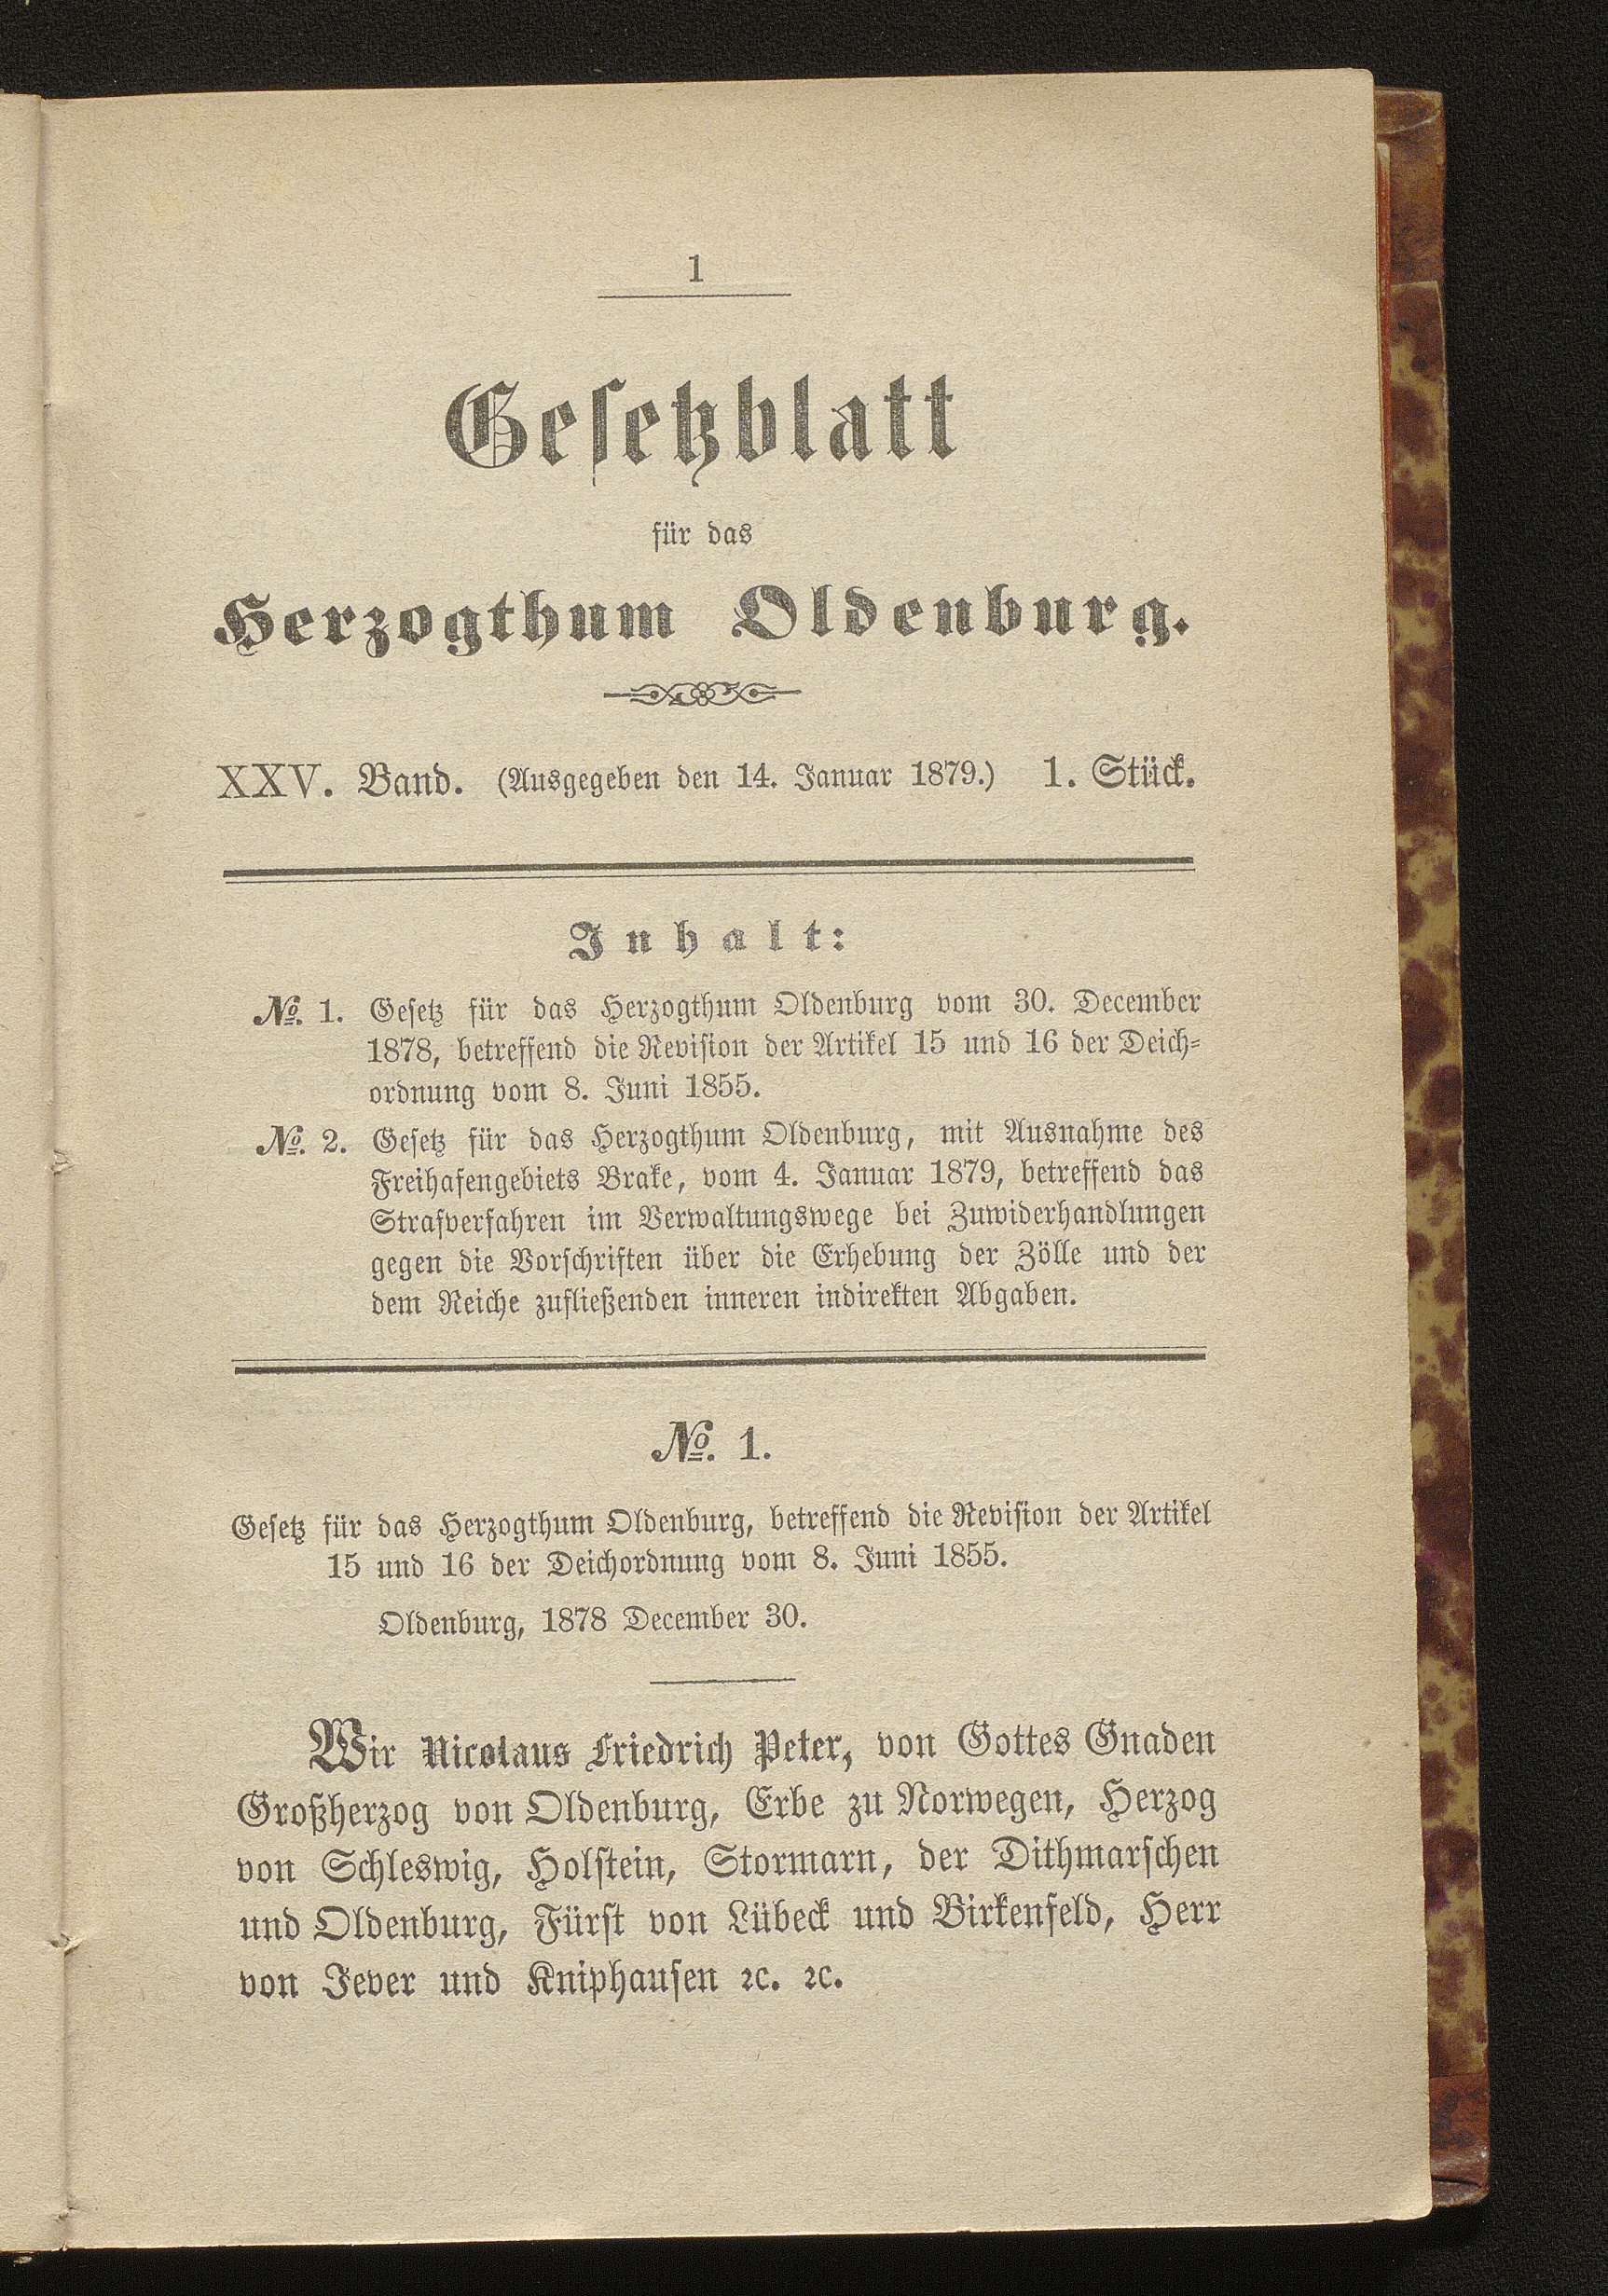 1
Gesetzblatt
für das
Herzogthum Oldenburg.
XXV. Band. (Ausgegeben den 14. Januar 1879.) 1. Stück.
Inhalt:
№. 1. Gesetz für das Herzogthum Oldenburg vom 30. December
1878, betreffend die Revision der Artikel 15 und 16 der Deich-
ordnung vom 8. Juni 1855.
№. 2. Gesetz für das Herzogthum Oldenburg, mit Ausnahme des
Freihafengebiets Brake, vom 4. Januar 1879, betreffend das
Strafverfahren im Verwaltungswege bei Zuwiderhandlungen
gegen die Vorschriften über die Erhebung der Zölle und der
dem Reiche zufließenden inneren indirekten Abgaben.
№. 1.
Gesetz für das Herzogthum Oldenburg, betreffend die Revision der Artikel
15 und 16 der Deichordnung vom 8. Juni 1855.
Oldenburg, 1878 December 30.
Wir Nicolaus Friedrich Peter, von Gottes Gnaden
Großherzog von Oldenburg, Erbe zu Norwegen, Herzog
von Schleswig, Holstein, Stormarn, der Dithmarschen
und Oldenburg, Fürst von Lübeck und Birkenfeld, Herr
von Jever und Kniphausen ꝛc. ꝛc.